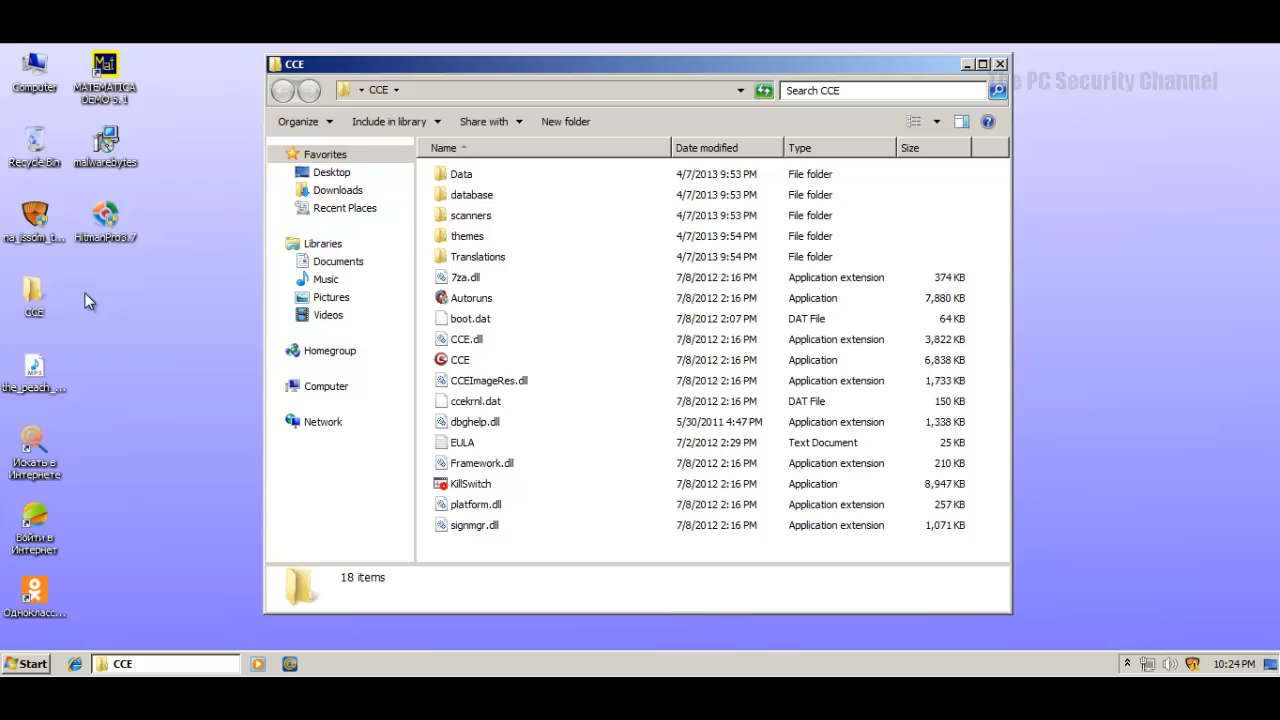 The PC Security Channel
CCE
CCE
Search CCE
Organize
Include in library
Share with
New folder
Favorites
Desktop
Downloads
Recent Places
Libraries
Documents
Music
Pictures
Videos
Homegroup
Computer
Network
Name Date modified Type Size
Data 4/7/2013 9:53 PM File folder
database 4/7/2013 9:53 PM File folder
scanners 4/7/2013 9:53 PM File folder
themes 4/7/2013 9:54 PM File folder
Translations 4/7/2013 9:54 PM File folder
7za.dll 7/8/2012 2:16 PM Application extension 374 KB
Autoruns 7/8/2012 2:16 PM Application 7,880 KB
boot.dat 7/8/2012 2:07 PM DAT File 64 KB
CCE.dll 7/8/2012 2:16 PM Application extension 3,822 KB
CCE 7/8/2012 2:16 PM Application 6,838 KB
CCEImageRes.dll 7/8/2012 2:16 PM Application extension 1,733 KB
ccekrnl.dat 7/8/2012 2:16 PM DAT File 150 KB
dbghelp.dll 5/30/2011 4:47 PM Application extension 1,338 KB
EULA 7/2/2012 2:29 PM Text Document 25 KB
Framework.dll 7/8/2012 2:16 PM Application extension 210 KB
KillSwitch 7/8/2012 2:16 PM Application 8,947 KB
platform.dll 7/8/2012 2:16 PM Application extension 257 KB
signmgr.dll 7/8/2012 2:16 PM Application extension 1,071 KB
18 items
Computer
Mat
MATEMATICA
DEMO 5.1
Recycle Bin
malwarebytes
na_issdm_t...
HitmanPro3.7
CCE
MP3
the_peach_...
Искать в
Интернете
Войти в
Интернет
Однокласс...
Start
CCE
10:24 PM